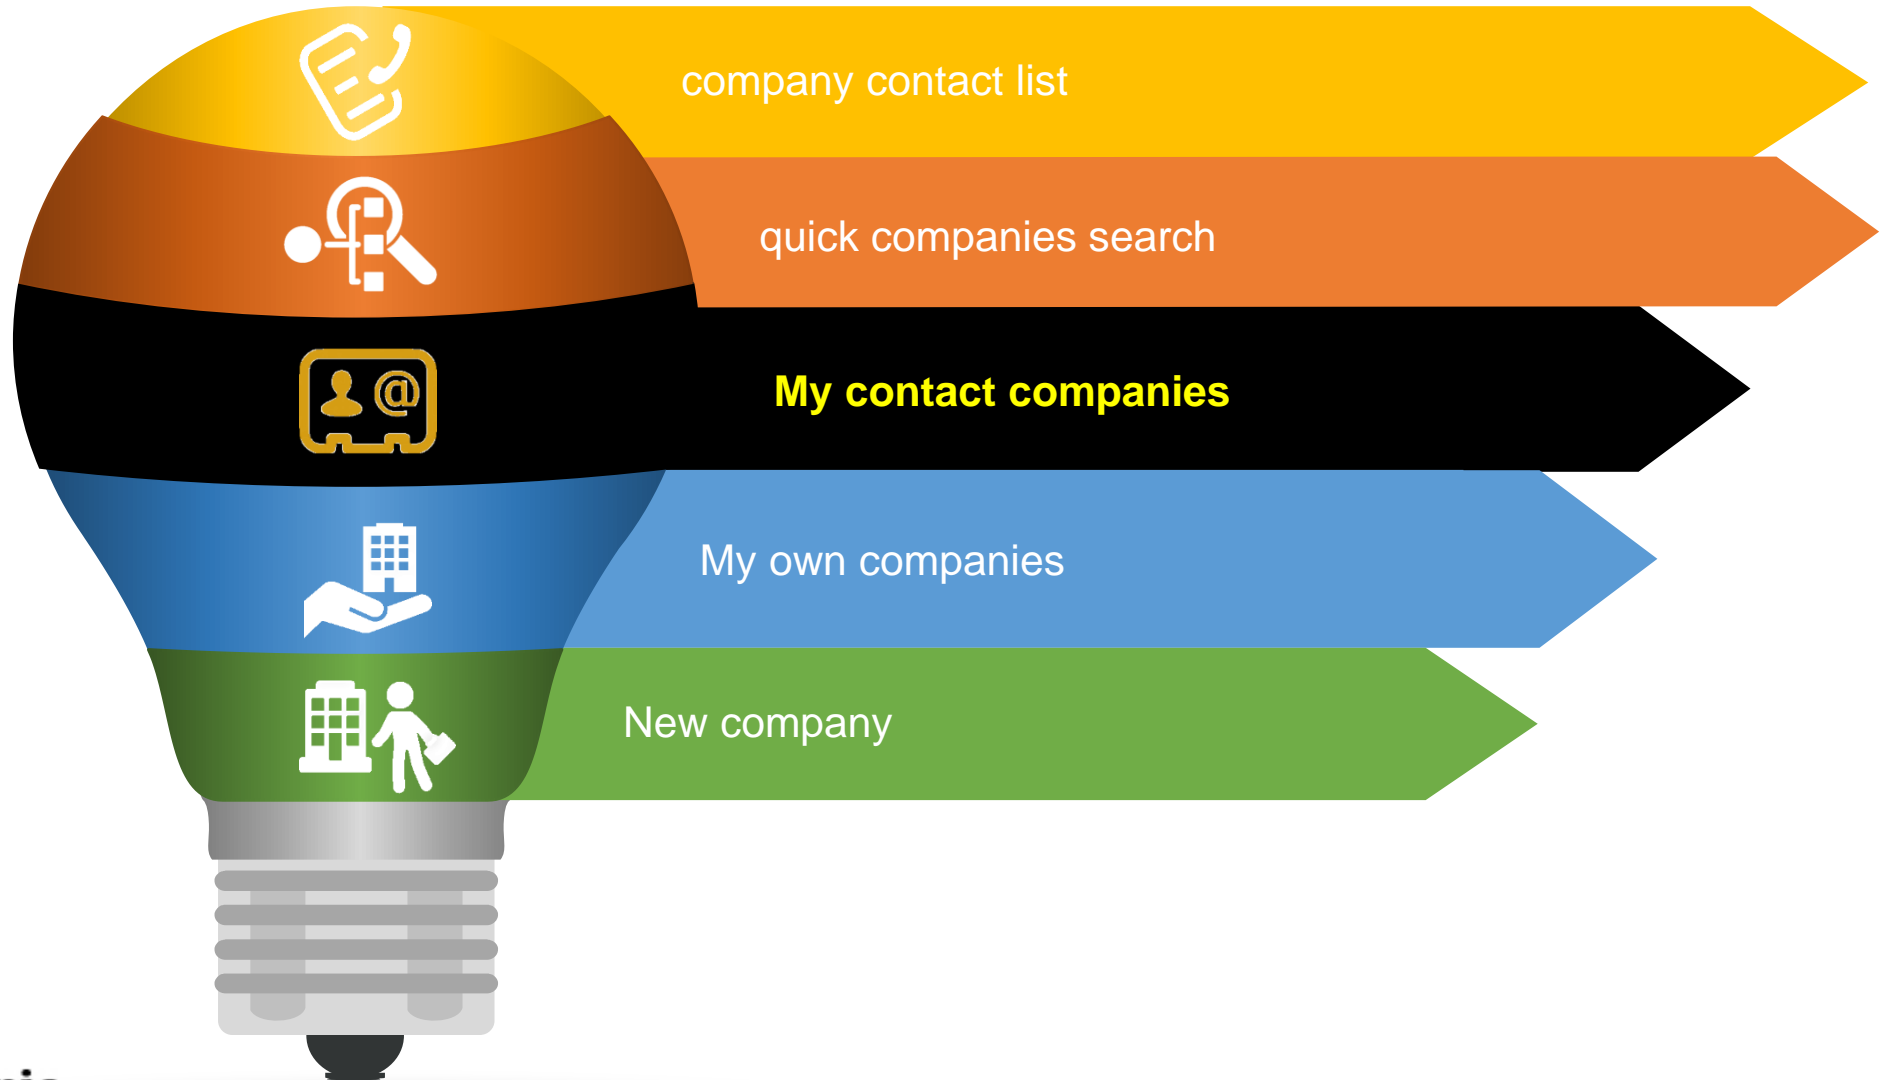 company contact list
quick companies search
@
My contact companies
My own companies
New company